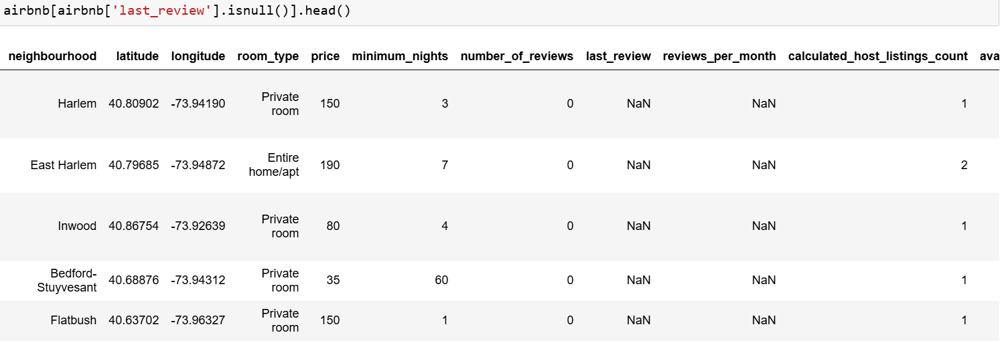 airbnb[airbnb['last_review'].isnull()].head()
neighbourhood latitude longitude room_type price minimum_nights number_of_reviews last_review reviews_per_month calculated_host_listings_count ava
Harlem 40.80902 -73.94190 Private room 150 3 0 NaN NaN 1
East Harlem 40.79685 -73.94872 Entire home/apt 190 7 0 NaN NaN 2
Inwood 40.86754 -73.92639 Private room 80 4 0 NaN NaN 1
Bedford-Stuyvesant 40.68876 -73.94312 Private room 35 60 0 NaN NaN 1
Flatbush 40.63702 -73.96327 Private room 150 1 0 NaN NaN 1